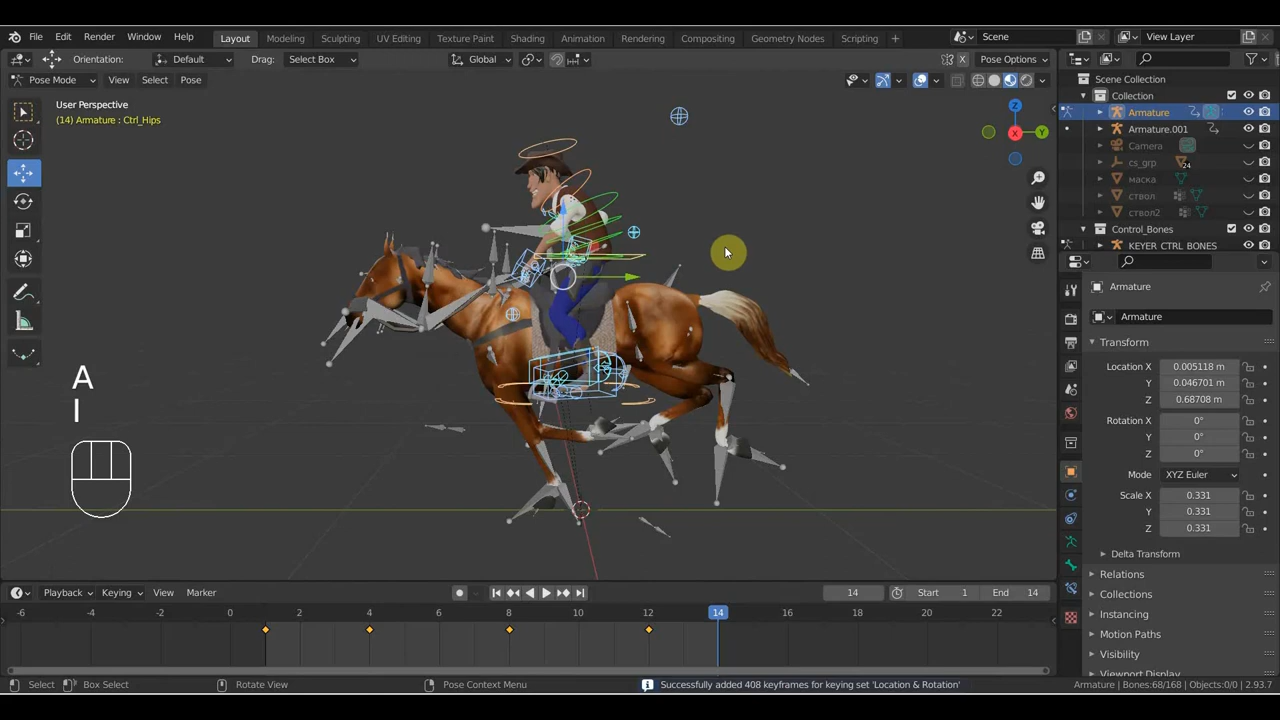 File Edit Render Window Help
Layout Modeling Sculpting UV Editing Texture Paint Shading Animation Rendering Compositing Geometry Nodes Scripting +
Scene View Layer
Orientation: Default Drag: Select Box Global X Pose Options
Pose Mode View Select Pose
User Perspective
(14) Armature : Ctrl_Hips
Z
Y
X
A
I
Scene Collection
Collection
Armature
Armature.001
Camera
cs_grp 24
маска
ствол
ствол2
Control_Bones
KEYER_CTRL_BONES
Armature
Armature
Transform
Location X 0.005118 m
Y 0.046701 m
Z 0.68708 m
Rotation X 0°
Y 0°
Z 0°
Mode XYZ Euler
Scale X 0.331
Y 0.331
Z 0.331
Delta Transform
Relations
Collections
Instancing
Motion Paths
Visibility
Viewport Display
Playback Keying View Marker 14 Start 1 End 14
-6 -4 -2 0 2 4 6 8 10 12 14 16 18 20 22
Select Box Select Rotate View Pose Context Menu Successfully added 408 keyframes for keying set 'Location & Rotation' Armature | Bones:68/168 | Objects:0/0 | 2.93.7